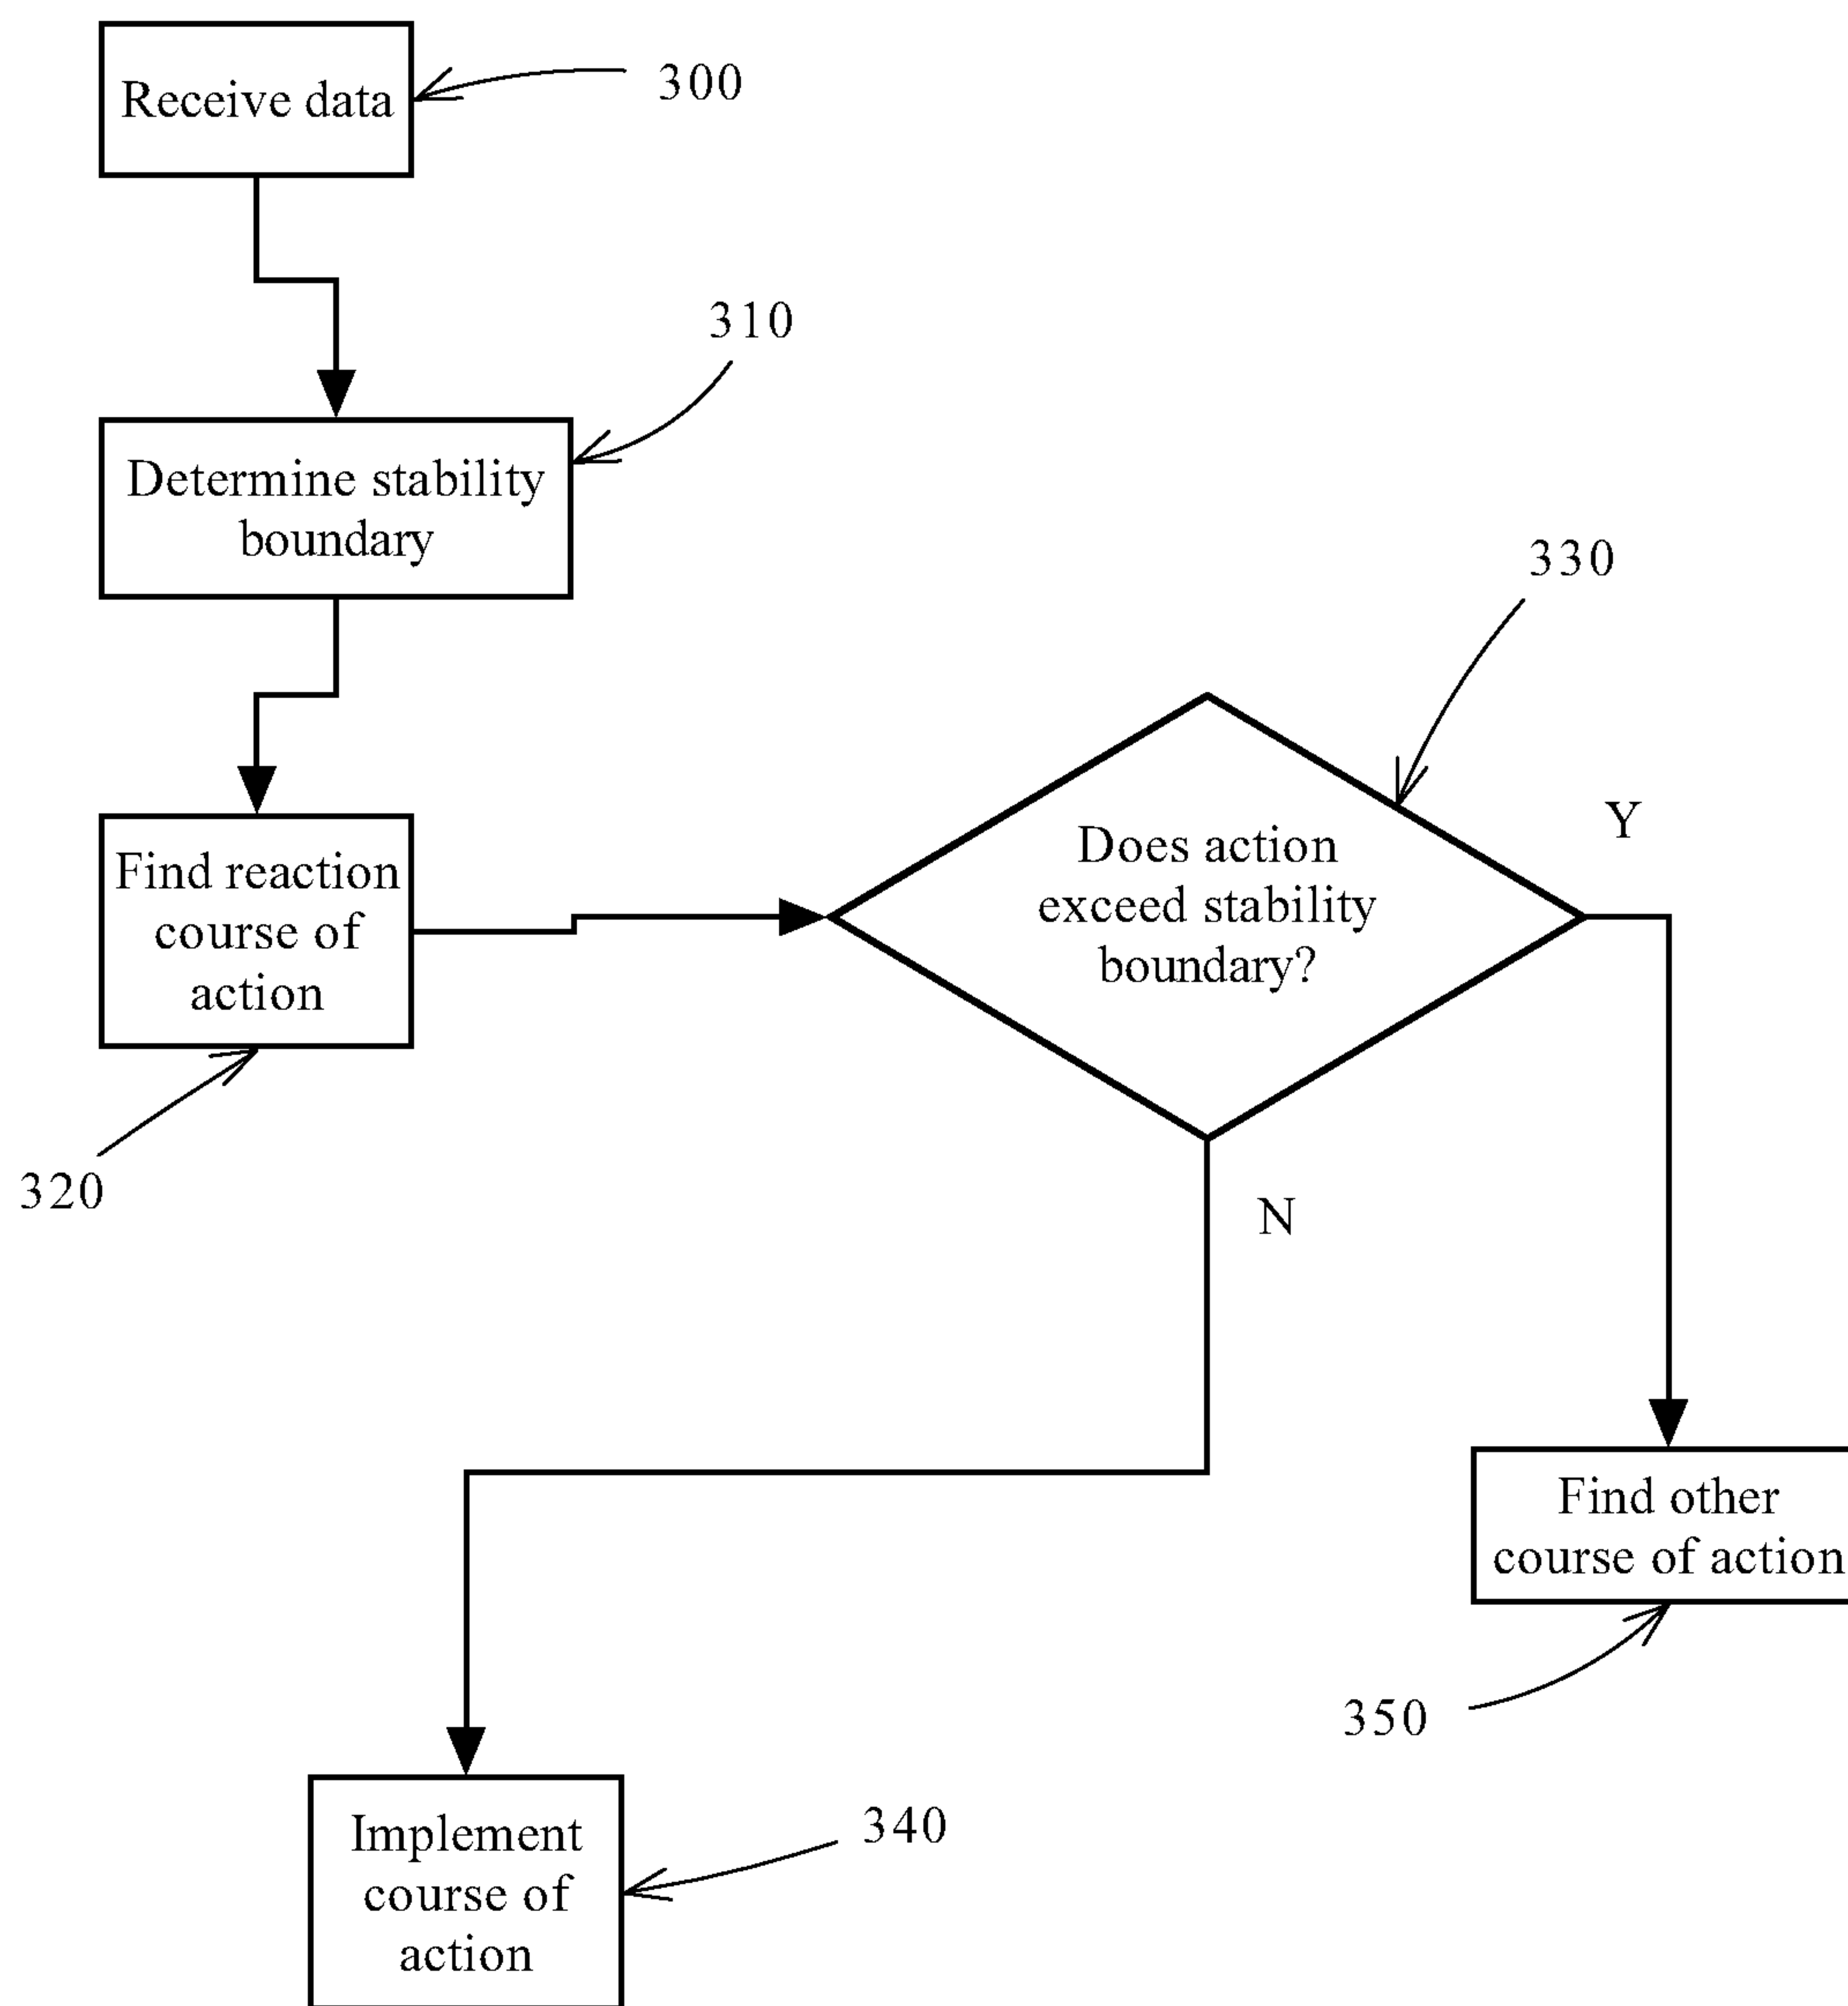 Receive data
300
310
Determine stability
boundary
330
Find reaction
course of
action
320
Does action
exceed stability
boundary?
Y
N
Find other
course of action
350
Implement
course of
action
340